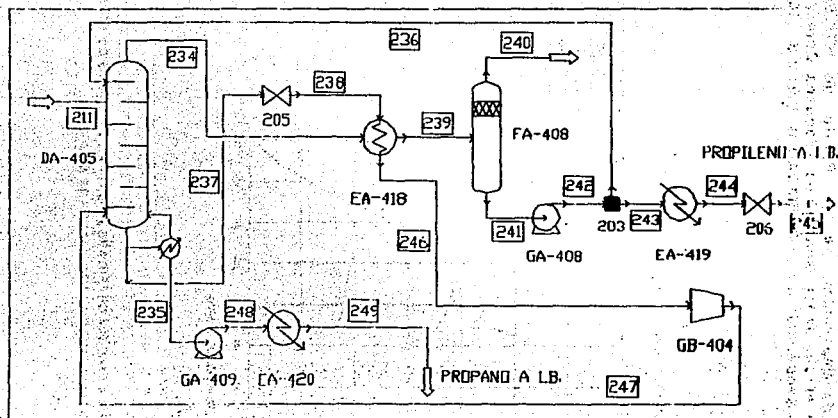 236
240
234
238
211
205
239
FA-408
DA-405
237
PROPILENO A L.B.
EA-418
242
244
246
241
GA-408
203
243
EA-419
206
245
235
248
249
GB-404
GA-409
EA-420
PROPANO A L.B.
247